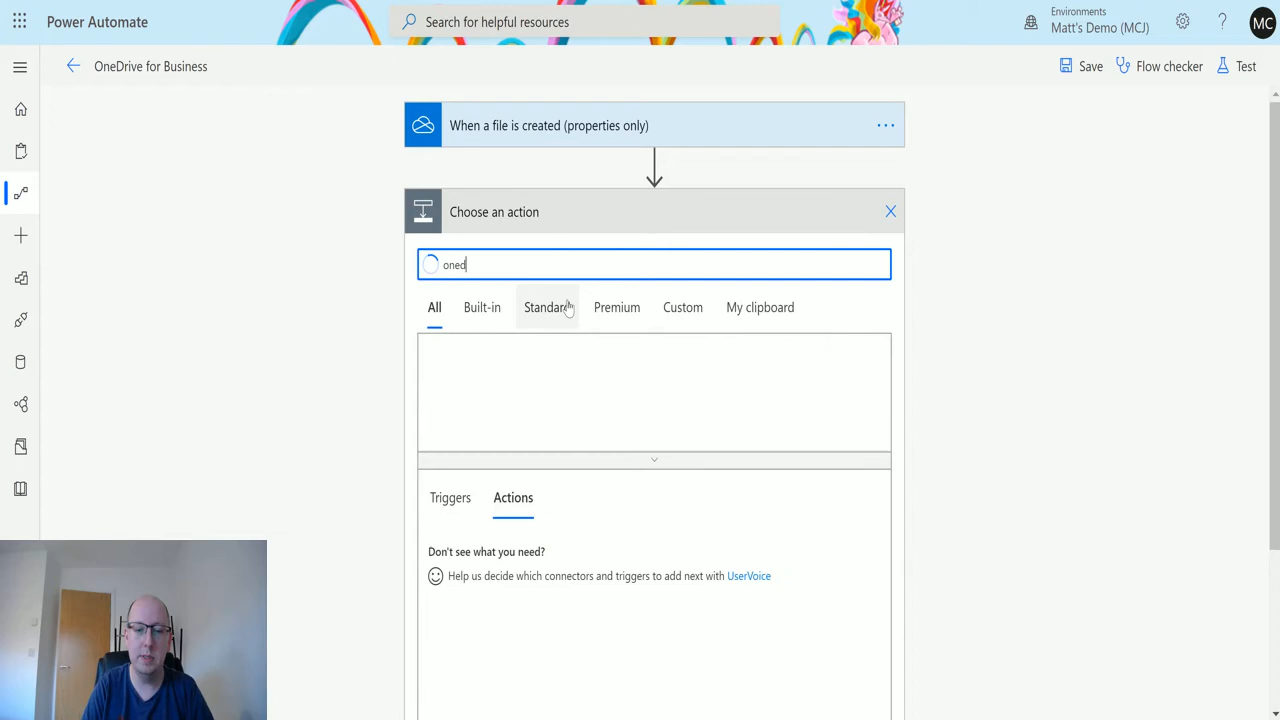 Power Automate
Search for helpful resources
Environments
Matt's Demo (MCJ)
MC
OneDrive for Business
Save
Flow checker
Test
When a file is created (properties only)
Choose an action
oned
All
Built-in
Standard
Premium
Custom
My clipboard
Triggers
Actions
Don't see what you need?
Help us decide which connectors and triggers to add next with UserVoice